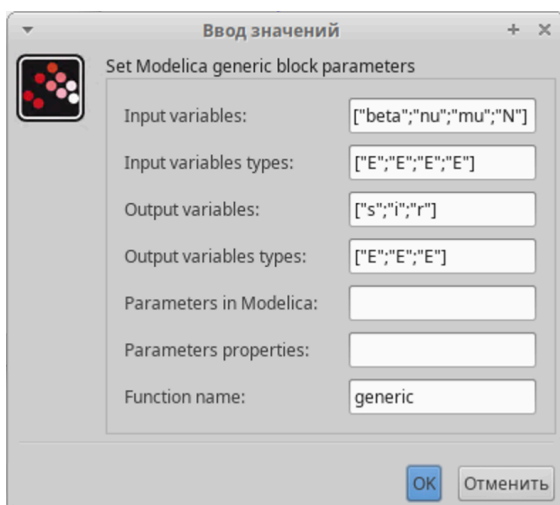 Ввод значений
Set Modelica generic block parameters
Input variables: ["beta";"nu";"mu";"N"]
Input variables types: ["E";"E";"E";"E"]
Output variables: ["s";"i";"r"]
Output variables types: ["E";"E";"E"]
Parameters in Modelica:
Parameters properties:
Function name: generic
OK Отменить